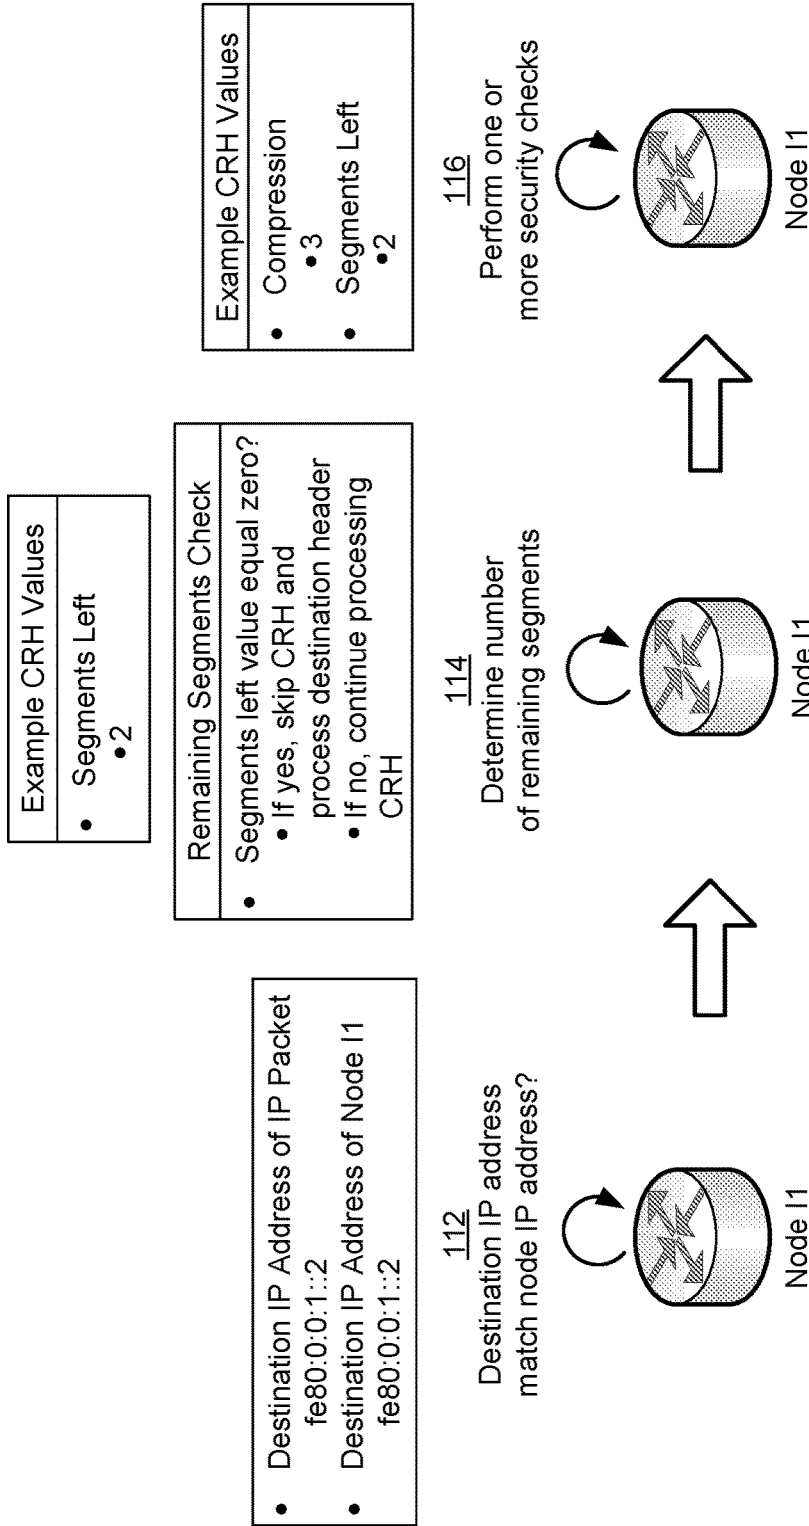 Destination IP Address of IP Packet
fe80:0:0:1::2
Destination IP Address of Node I1
fe80:0:0:1::2
112
Destination IP address
match node IP address?
Node I1
Example CRH Values
Segments Left
2
Remaining Segments Check
Segments left value equal zero?
If yes, skip CRH and
process destination header
If no, continue processing
CRH
114
Determine number
of remaining segments
Node I1
Example CRH Values
Compression
3
Segments Left
2
116
Perform one or
more security checks
Node I1